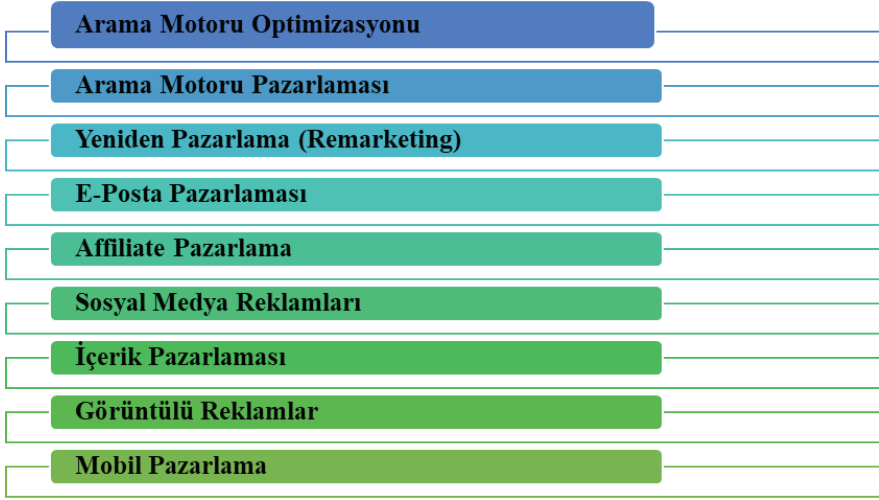 Arama Motoru Optimizasyonu
Arama Motoru Pazarlaması
Yeniden Pazarlama (Remarketing)
E-Posta Pazarlaması
Affiliate Pazarlama
Sosyal Medya Reklamları
İçerik Pazarlaması
Görüntülü Reklamlar
Mobil Pazarlama